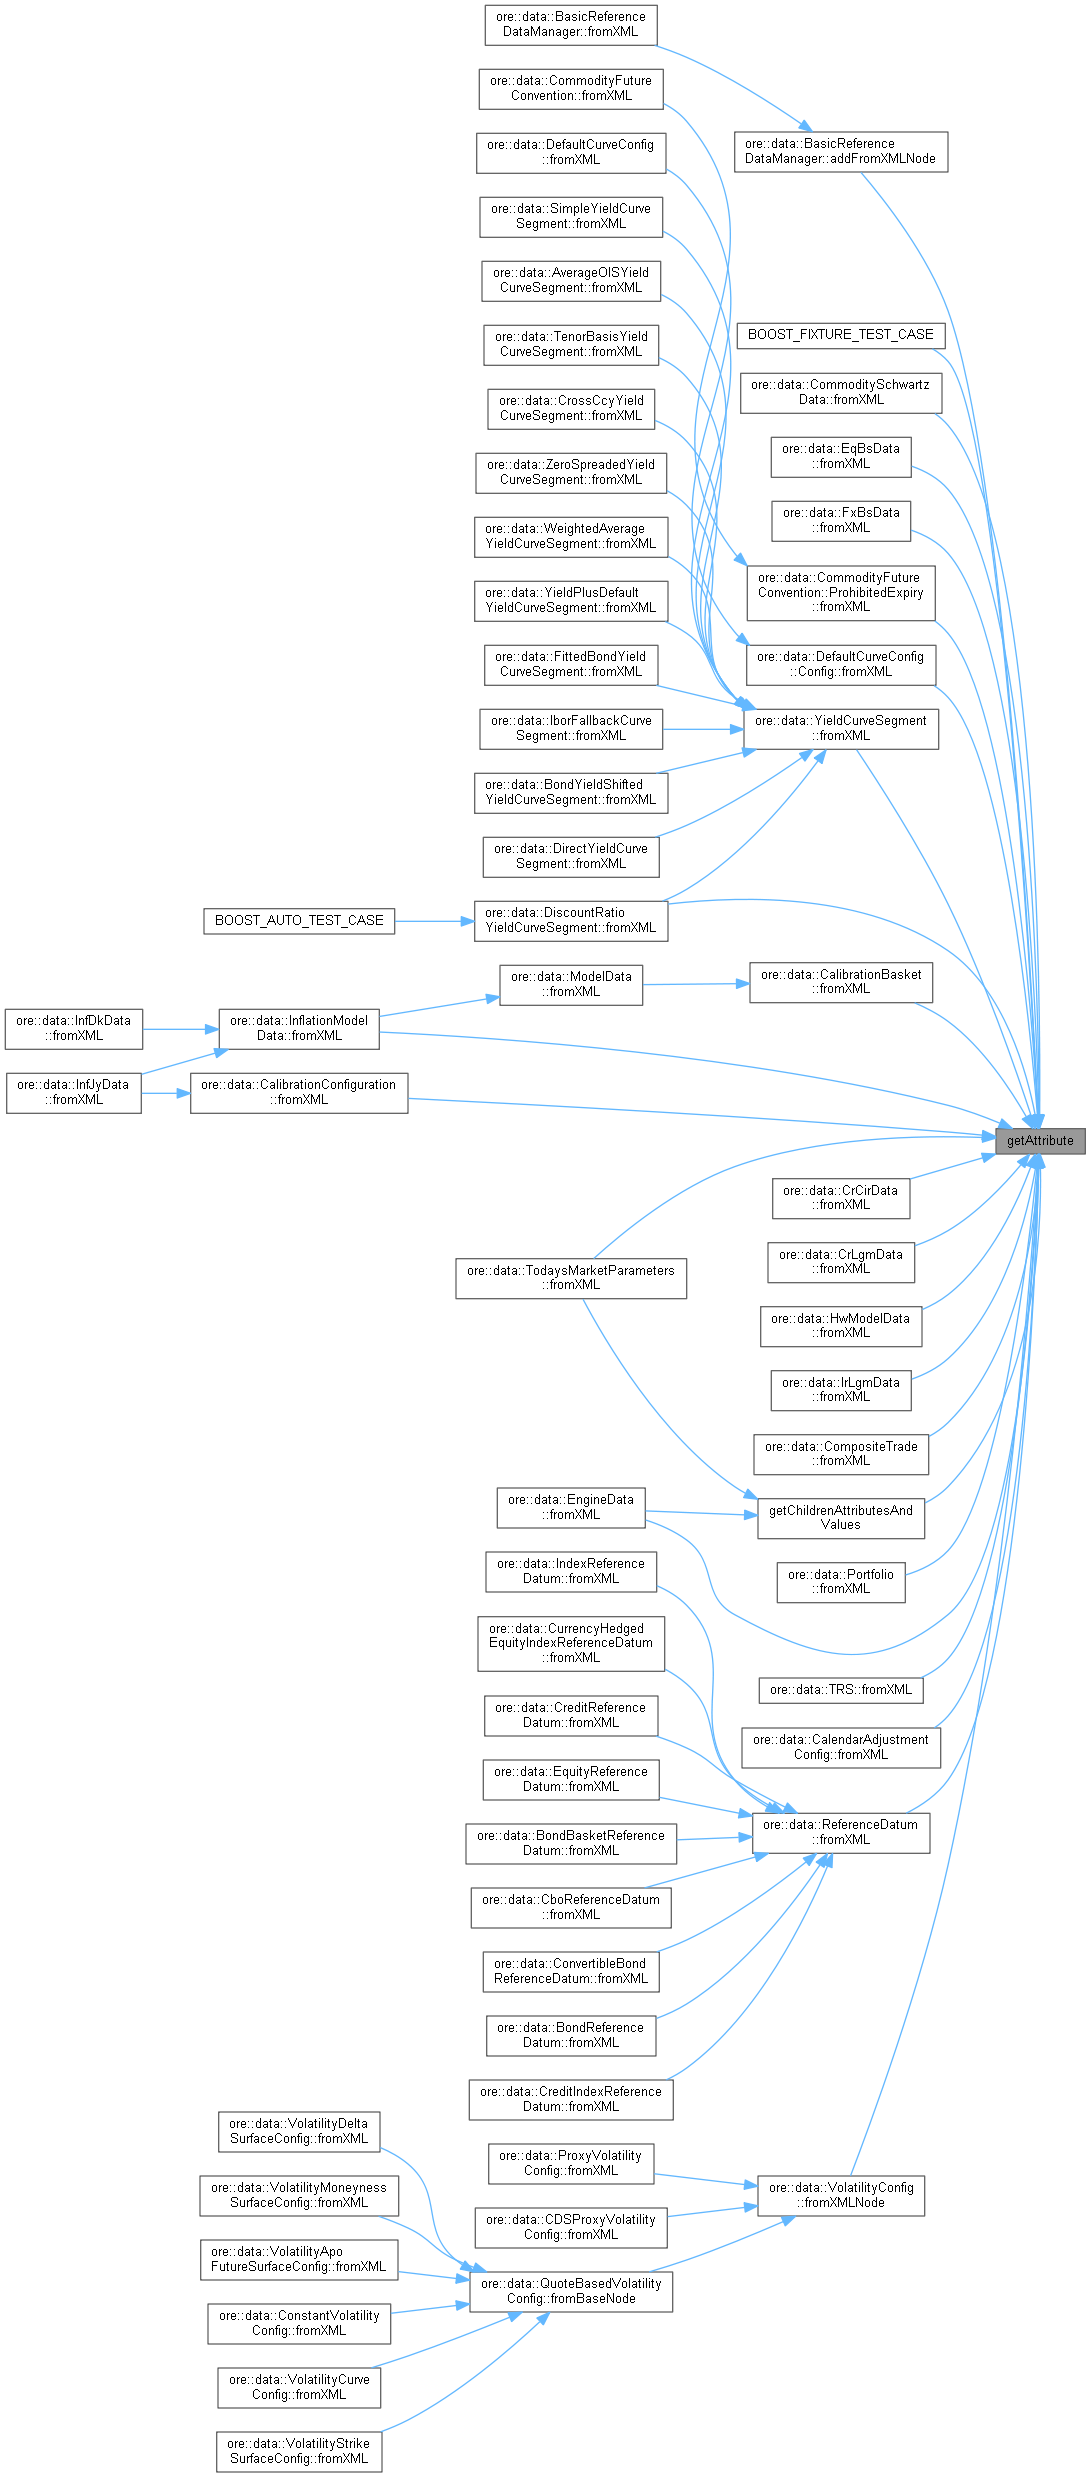 ore::data::BasicReference
DataManager::fromXML
ore::data::CommodityFuture
Convention::fromXML
ore::data::BasicReference
DataManager::addFromXMLNode
ore::data::DefaultCurveConfig
::fromXML
ore::data::SimpleYieldCurve
Segment::fromXML
ore::data::AverageOISYield
CurveSegment::fromXML
ore::data::TenorBasisYield
CurveSegment::fromXML
BOOST_FIXTURE_TEST_CASE
ore::data::CommoditySchwartz
Data::fromXML
ore::data::CrossCcyYield
CurveSegment::fromXML
ore::data::EqBsData
::fromXML
ore::data::ZeroSpreadedYield
CurveSegment::fromXML
ore::data::FxBsData
::fromXML
ore::data::WeightedAverage
YieldCurveSegment::fromXML
ore::data::CommodityFuture
Convention::ProhibitedExpiry
::fromXML
ore::data::YieldPlusDefault
YieldCurveSegment::fromXML
ore::data::FittedBondYield
CurveSegment::fromXML
ore::data::DefaultCurveConfig
::Config::fromXML
ore::data::IborFallbackCurve
Segment::fromXML
ore::data::YieldCurveSegment
::fromXML
ore::data::BondYieldShifted
YieldCurveSegment::fromXML
ore::data::DirectYieldCurve
Segment::fromXML
BOOST_AUTO_TEST_CASE
ore::data::DiscountRatio
YieldCurveSegment::fromXML
ore::data::ModelData
::fromXML
ore::data::CalibrationBasket
::fromXML
ore::data::InfDkData
::fromXML
ore::data::InflationModel
Data::fromXML
ore::data::InfJyData
::fromXML
ore::data::CalibrationConfiguration
::fromXML
getAttribute
ore::data::CrCirData
::fromXML
ore::data::CrLgmData
::fromXML
ore::data::TodaysMarketParameters
::fromXML
ore::data::HwModelData
::fromXML
ore::data::IrLgmData
::fromXML
ore::data::CompositeTrade
::fromXML
ore::data::EngineData
::fromXML
getChildrenAttributesAnd
Values
ore::data::IndexReference
Datum::fromXML
ore::data::Portfolio
::fromXML
ore::data::CurrencyHedged
EquityIndexReferenceDatum
::fromXML
ore::data::TRS::fromXML
ore::data::CreditReference
Datum::fromXML
ore::data::CalendarAdjustment
Config::fromXML
ore::data::EquityReference
Datum::fromXML
ore::data::BondBasketReference
Datum::fromXML
ore::data::ReferenceDatum
::fromXML
ore::data::CboReferenceDatum
::fromXML
ore::data::ConvertibleBond
ReferenceDatum::fromXML
ore::data::BondReference
Datum::fromXML
ore::data::CreditIndexReference
Datum::fromXML
ore::data::VolatilityDelta
SurfaceConfig::fromXML
ore::data::ProxyVolatility
Config::fromXML
ore::data::VolatilityMoneyness
SurfaceConfig::fromXML
ore::data::VolatilityConfig
::fromXMLNode
ore::data::CDSProxyVolatility
Config::fromXML
ore::data::VolatilityApo
FutureSurfaceConfig::fromXML
ore::data::QuoteBasedVolatility
Config::fromBaseNode
ore::data::ConstantVolatility
Config::fromXML
ore::data::VolatilityCurve
Config::fromXML
ore::data::VolatilityStrike
SurfaceConfig::fromXML